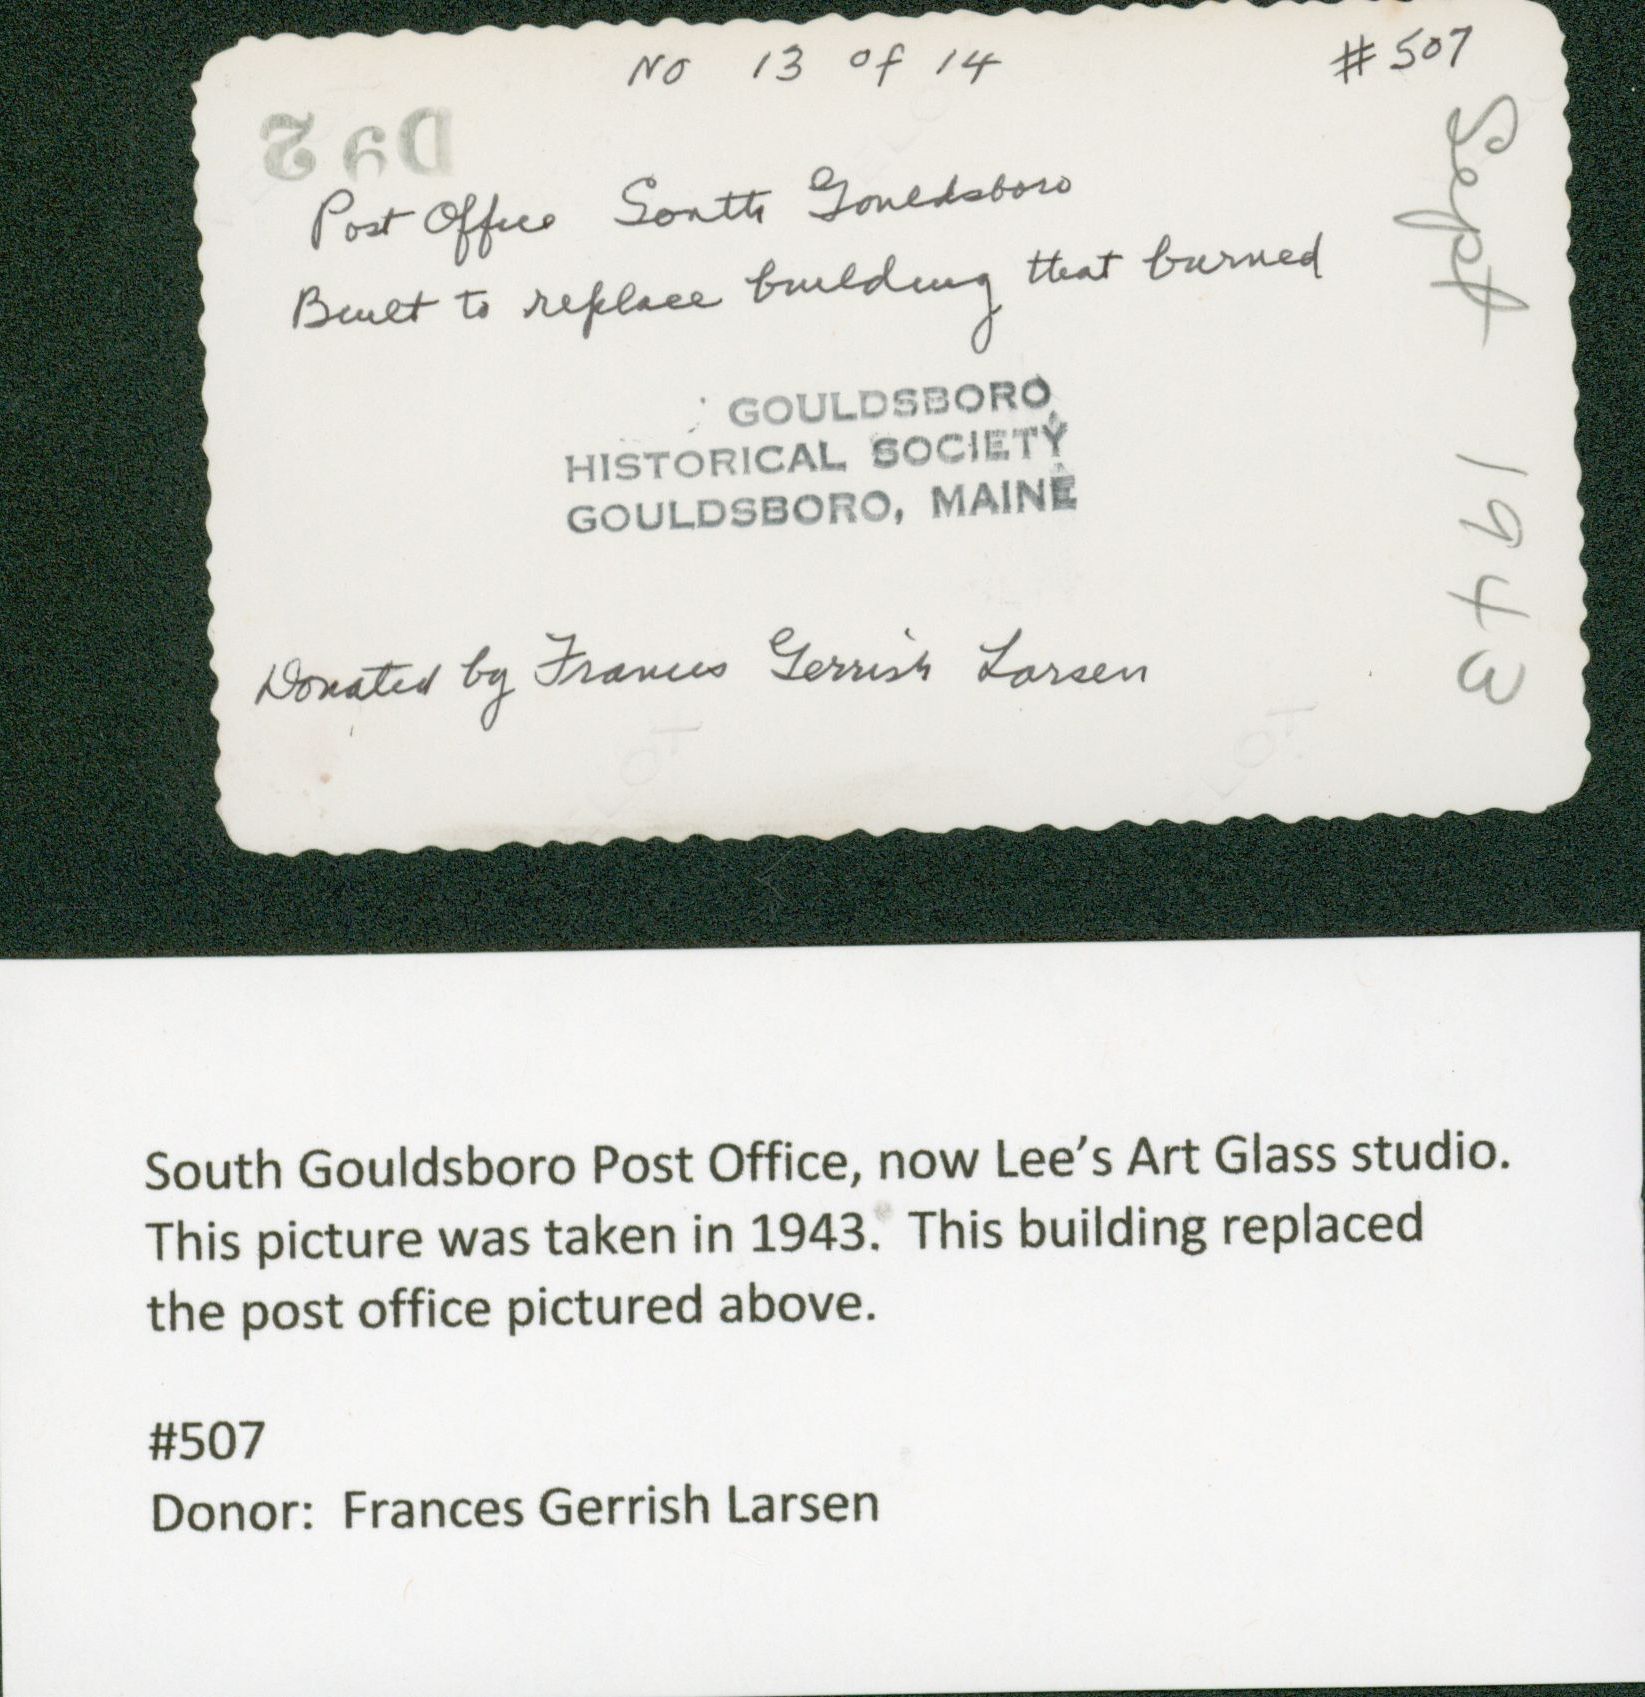 No 13 of 14 #507
Post Office South Gouldsboro
Built to replace building that burned
Sept 1943
GOULDSBORO
HISTORICAL SOCIETY
GOULDSBORO, MAINE
Donated by Frances Gerrish Larsen
South Gouldsboro Post Office, now Lee's Art Glass studio.
This picture was taken in 1943. This building replaced
the post office pictured above.
#507
Donor: Frances Gerrish Larsen